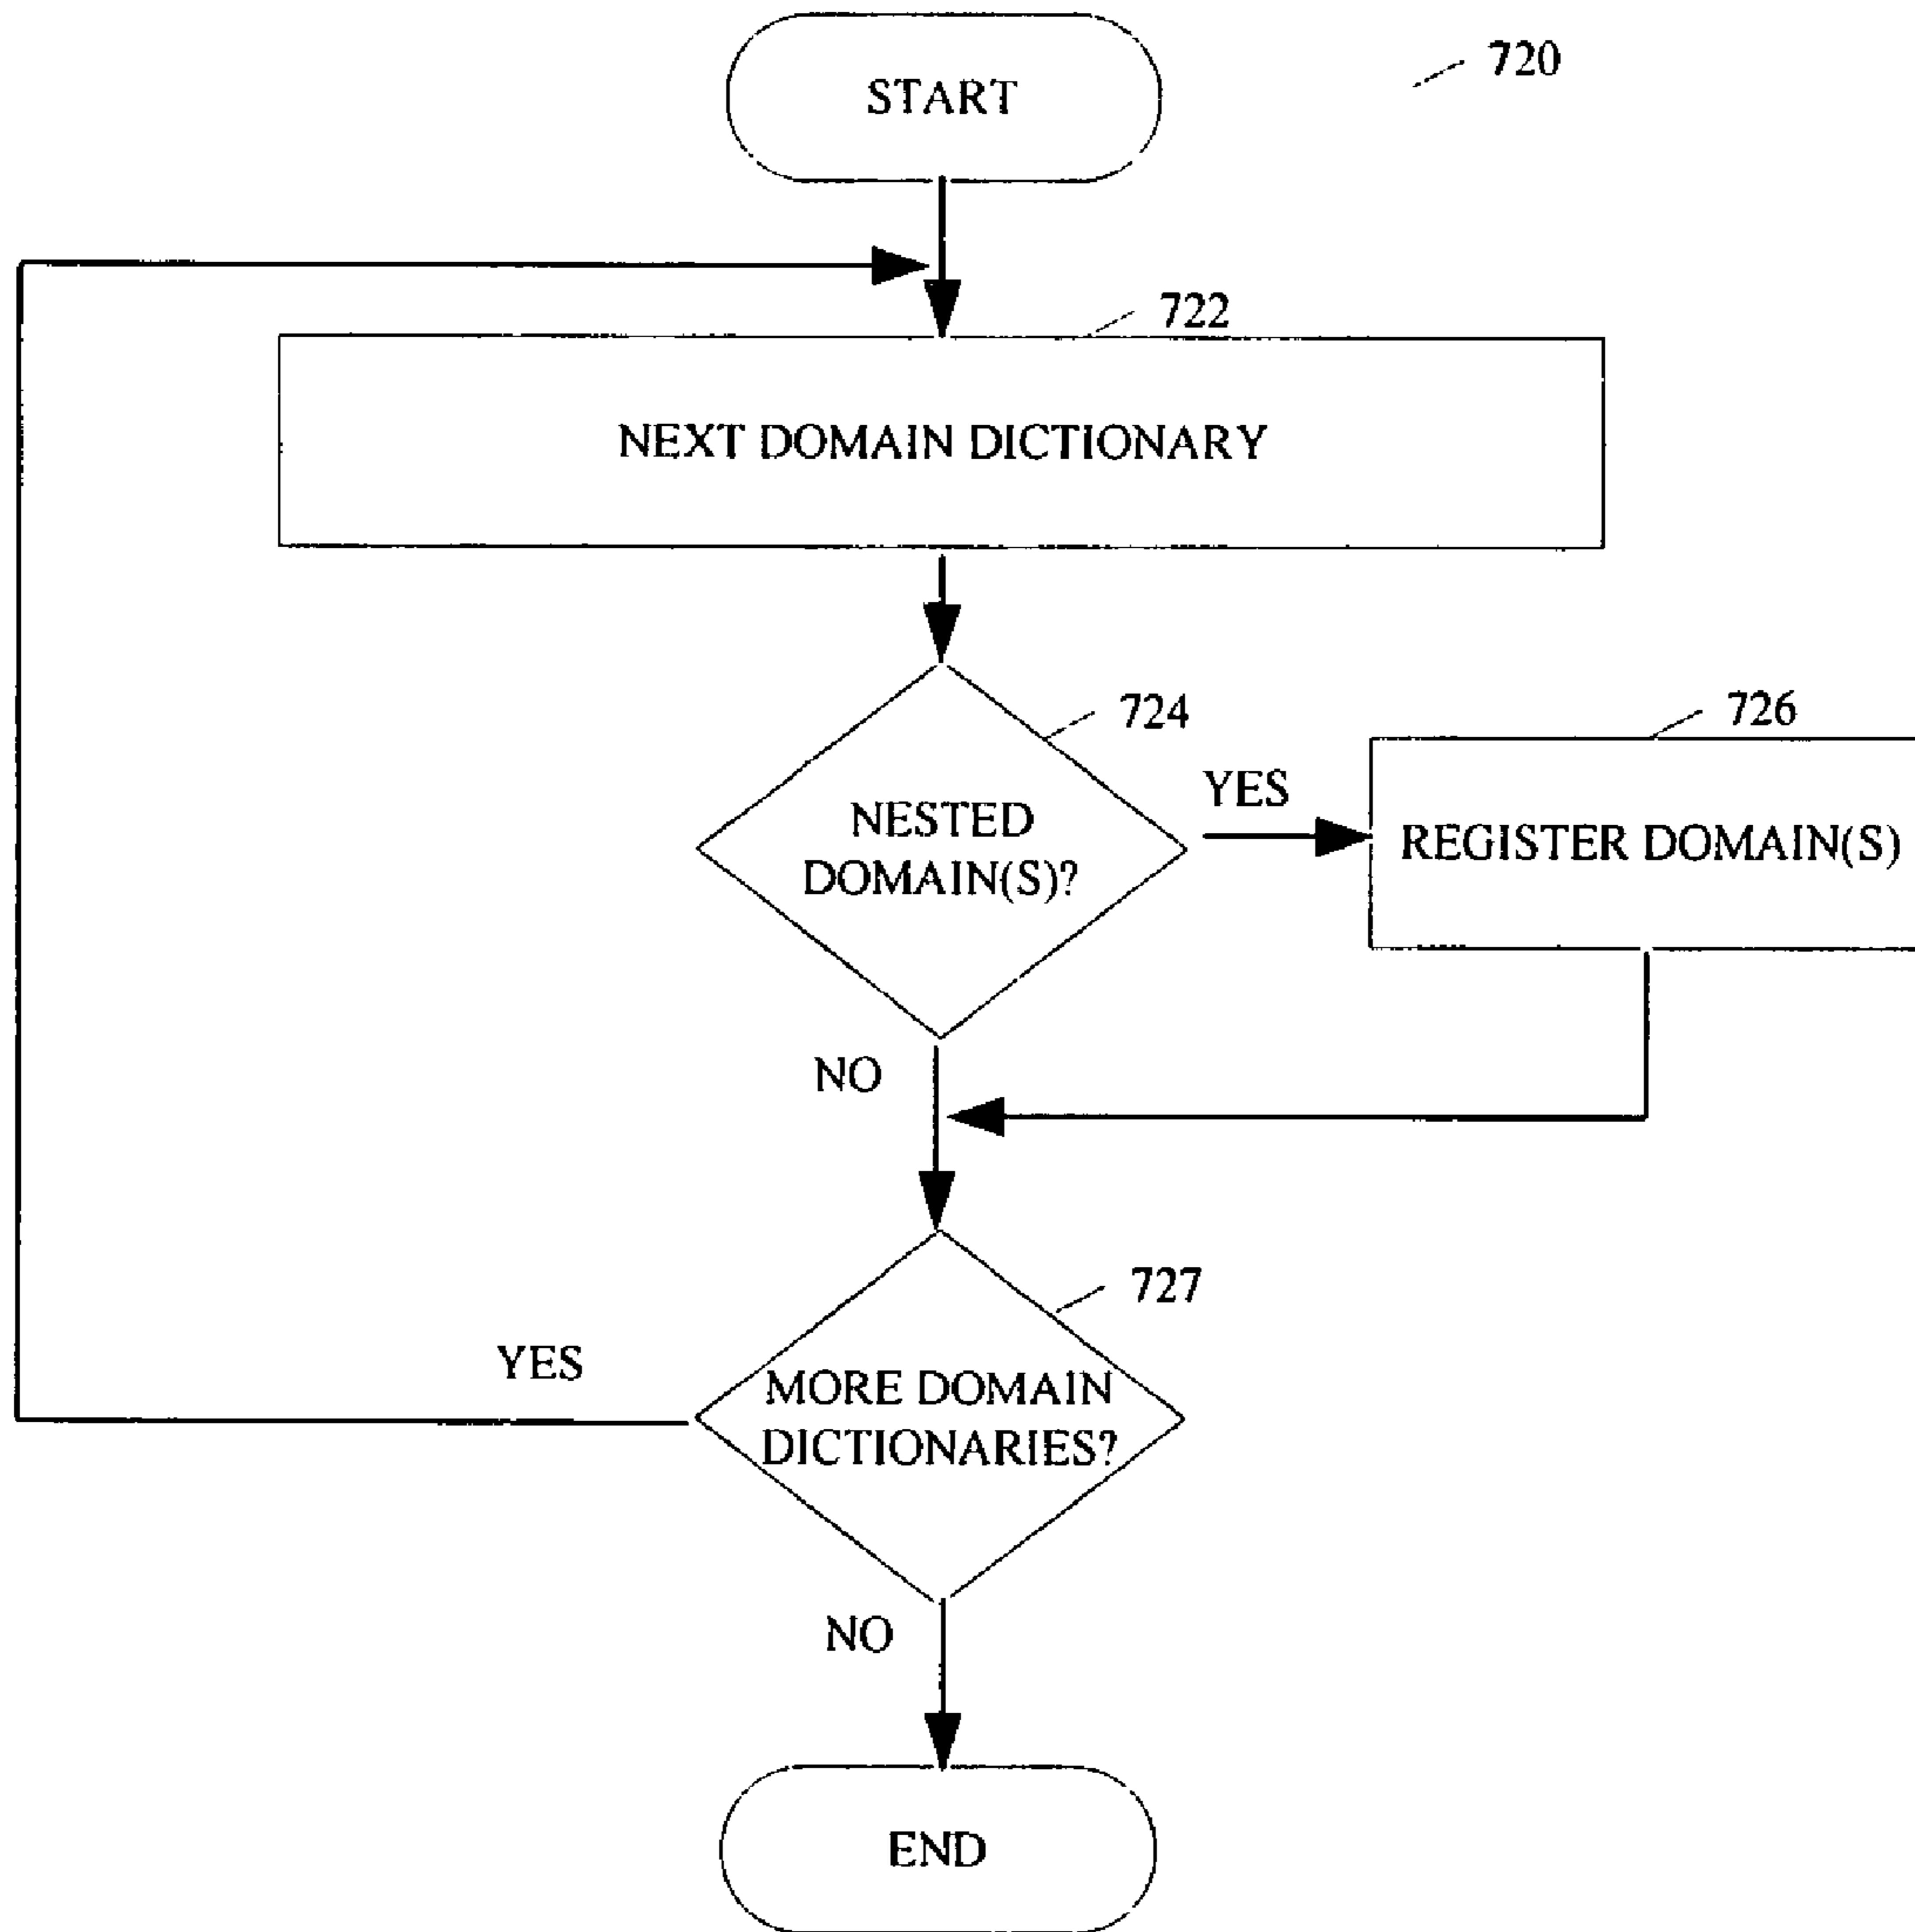 START
720
722
NEXT DOMAIN DICTIONARY
724
726
YES
NESTED
DOMAIN(S)?
REGISTER DOMAIN(S)
NO
727
YES
MORE DOMAIN
DICTIONARIES?
NO
END